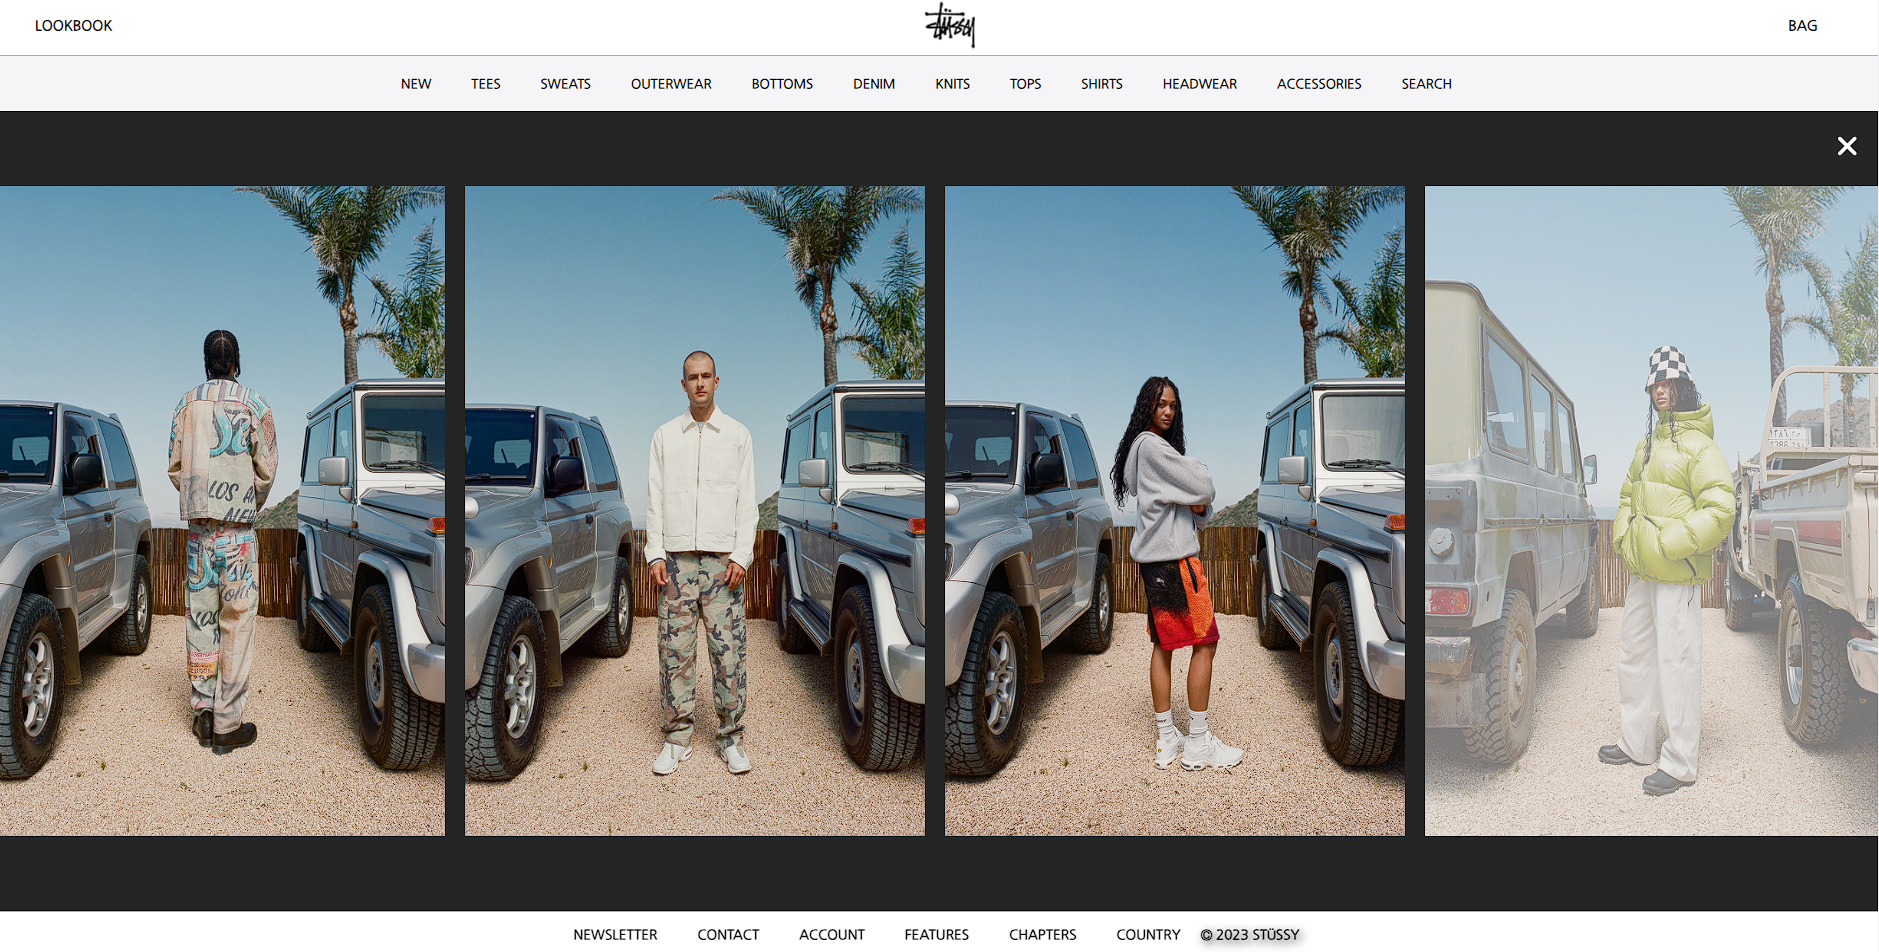 LOOKBOOK
Stüssy
BAG
NEW TEES SWEATS OUTERWEAR BOTTOMS DENIM KNITS TOPS SHIRTS HEADWEAR ACCESSORIES SEARCH
LOS A
NEWSLETTER CONTACT ACCOUNT FEATURES CHAPTERS COUNTRY © 2023 STÜSSY